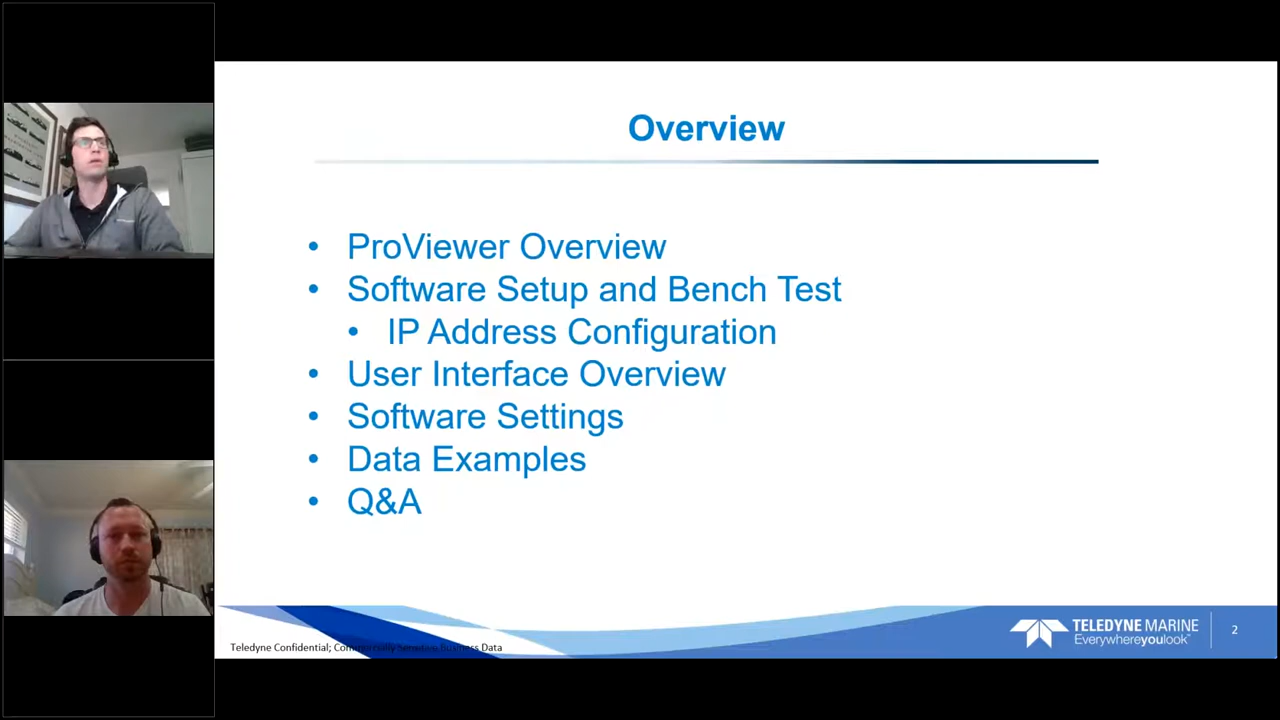 Overview
• ProViewer Overview
• Software Setup and Bench Test
• IP Address Configuration
• User Interface Overview
• Software Settings
• Data Examples
• Q&A
Teledyne Confidential; Commercially Sensitive Business Data
TELEDYNE MARINE
Everywhereyoulook™
2